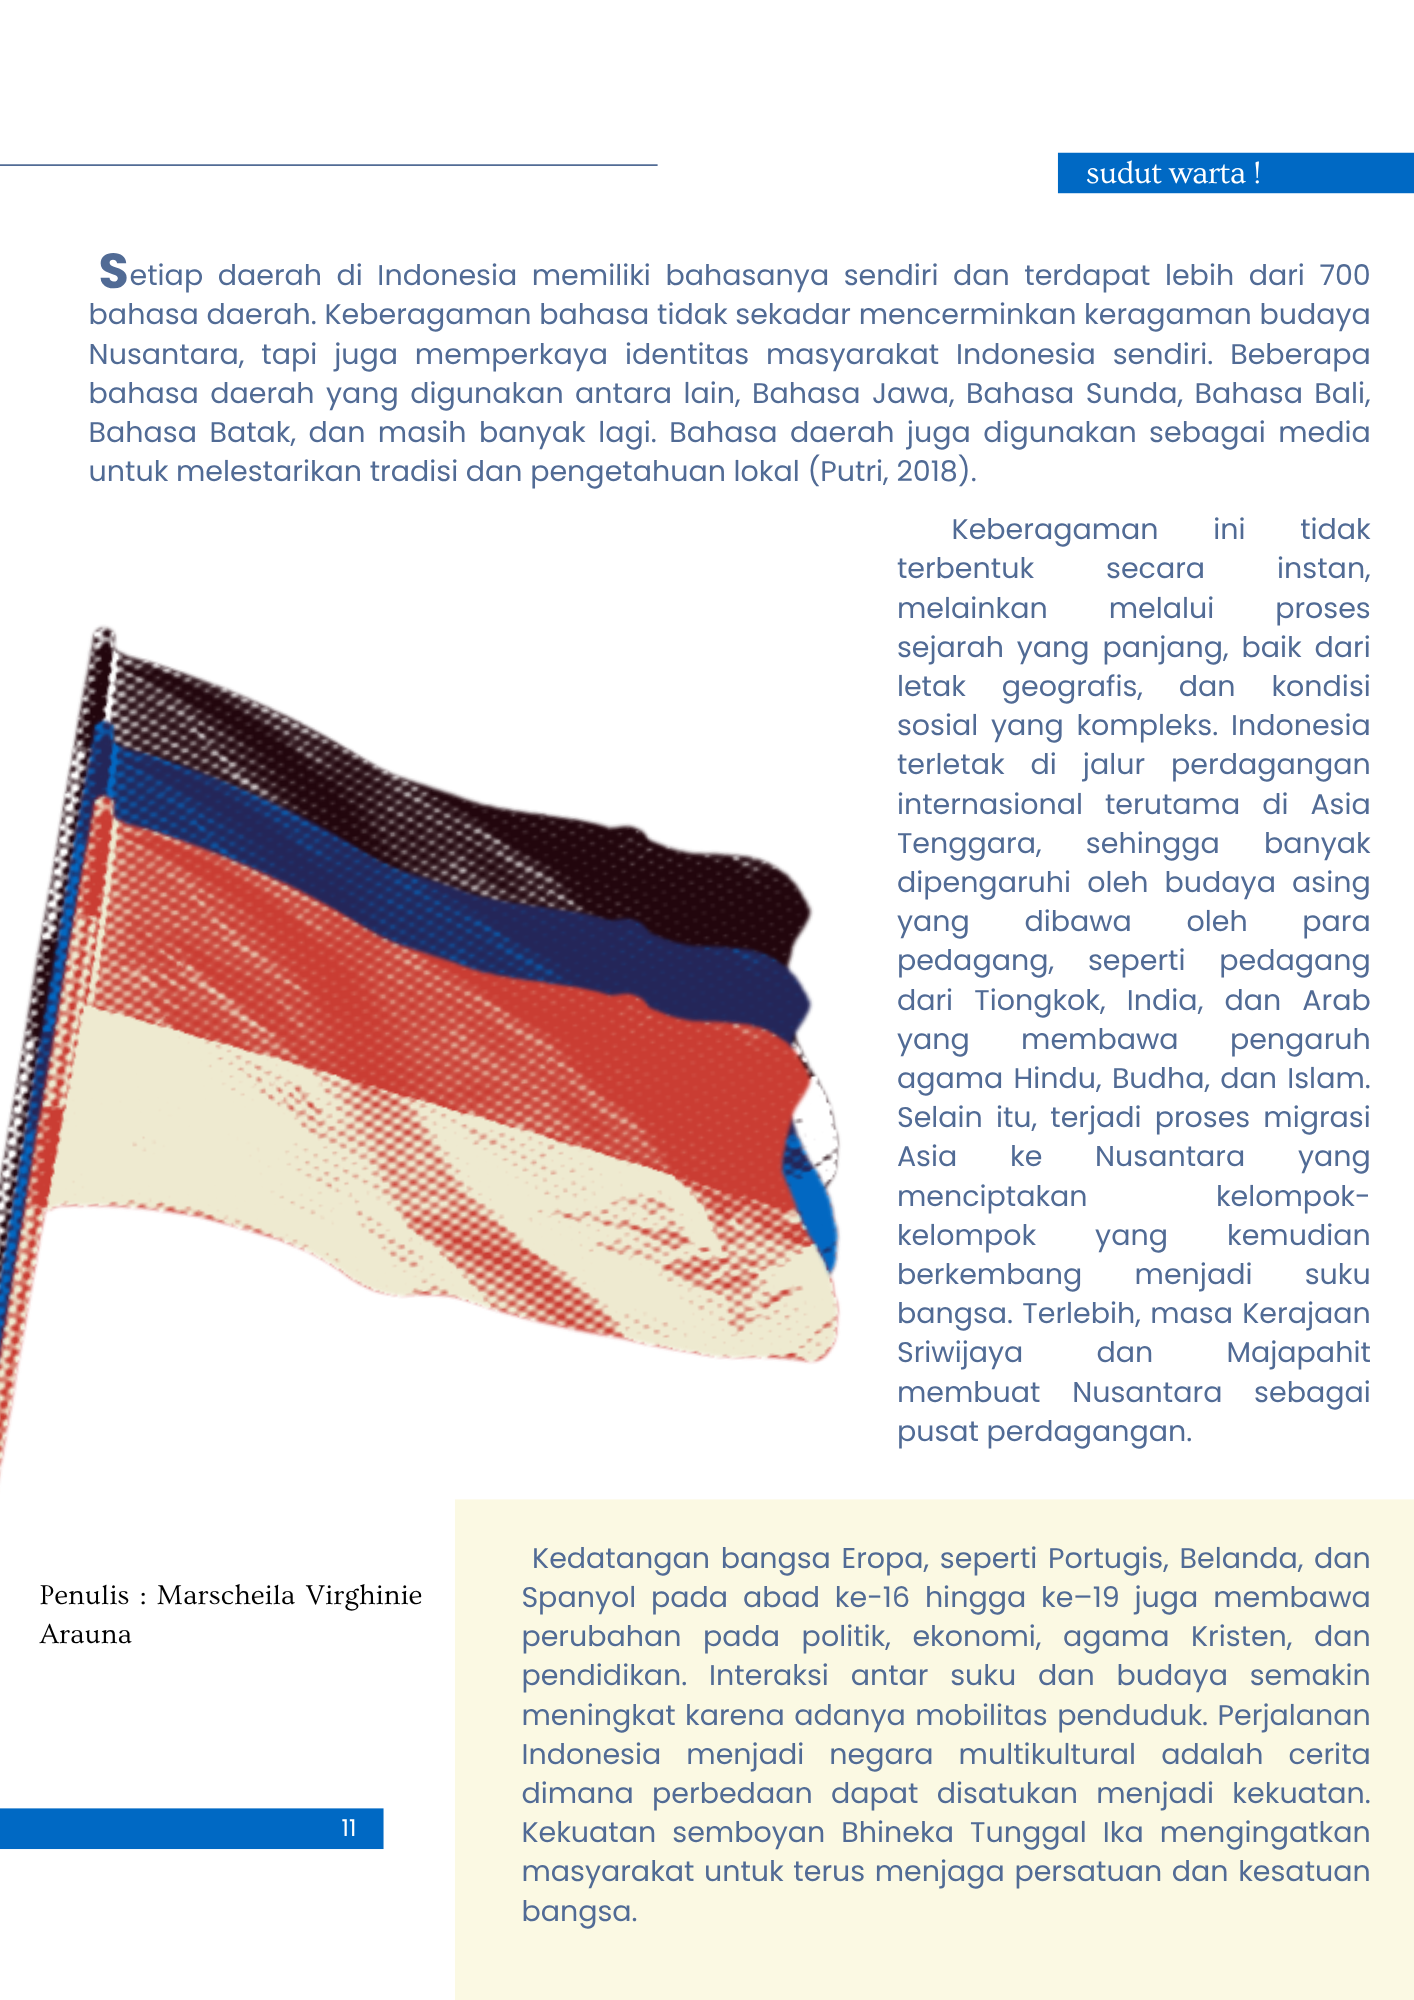 sudut warta !
Setiap daerah di Indonesia memiliki bahasanya sendiri dan terdapat lebih dari 700
bahasa daerah. Keberagaman bahasa tidak sekadar mencerminkan keragaman budaya
Nusantara, tapi juga memperkaya identitas masyarakat Indonesia sendiri. Beberapa
bahasa daerah yang digunakan antara lain, Bahasa Jawa, Bahasa Sunda, Bahasa Bali,
Bahasa Batak, dan masih banyak lagi. Bahasa daerah juga digunakan sebagai media
untuk melestarikan tradisi dan pengetahuan lokal (Putri, 2018).
Keberagaman ini tidak
terbentuk secara instan,
melainkan melalui proses
sejarah yang panjang, baik dari
letak geografis, dan kondisi
sosial yang kompleks. Indonesia
terletak di jalur perdagangan
internasional terutama di Asia
Tenggara, sehingga banyak
dipengaruhi oleh budaya asing
yang dibawa oleh para
pedagang, seperti pedagang
dari Tiongkok, India, dan Arab
yang membawa pengaruh
agama Hindu, Budha, dan Islam.
Selain itu, terjadi proses migrasi
Asia ke Nusantara yang
menciptakan kelompok-
kelompok yang kemudian
berkembang menjadi suku
bangsa. Terlebih, masa Kerajaan
Sriwijaya dan Majapahit
membuat Nusantara sebagai
pusat perdagangan.
Kedatangan bangsa Eropa, seperti Portugis, Belanda, dan
Spanyol pada abad ke-16 hingga ke–19 juga membawa
perubahan pada politik, ekonomi, agama Kristen, dan
pendidikan. Interaksi antar suku dan budaya semakin
meningkat karena adanya mobilitas penduduk. Perjalanan
Indonesia menjadi negara multikultural adalah cerita
dimana perbedaan dapat disatukan menjadi kekuatan.
Kekuatan semboyan Bhineka Tunggal Ika mengingatkan
masyarakat untuk terus menjaga persatuan dan kesatuan
bangsa.
Penulis : Marscheila Virghinie
Arauna
11